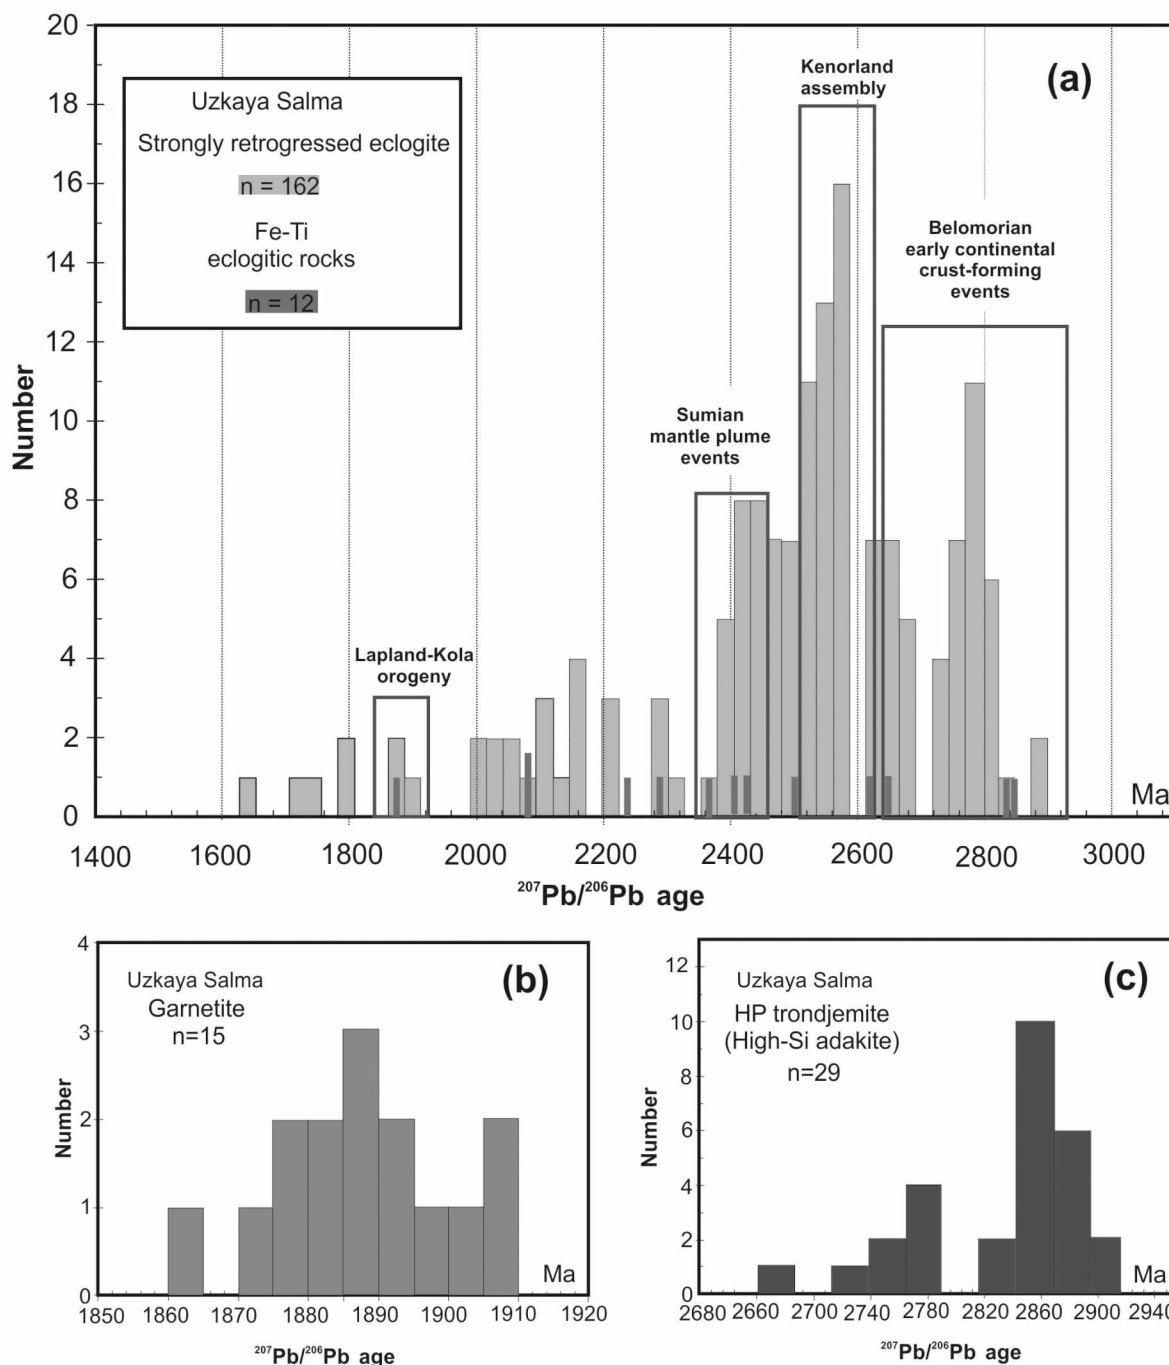 20
18
16
14
12
10
8
6
4
2
0
Number
(a)
Uzkaya Salma
Strongly retrogressed eclogite
n = 162
Fe-Ti
eclogitic rocks
n = 12
Kenorland
assembly
Belomorian
early continental
crust-forming
events
Sumian
mantle plume
events
Lapland-Kola
orogeny
Ma
1400 1600 1800 2000 2200 2400 2600 2800 3000
²⁰⁷Pb/²⁰⁶Pb age
4
3
2
1
0
Number
Uzkaya Salma
Garnetite
n=15
(b)
Ma
1850 1860 1870 1880 1890 1900 1910 1920
²⁰⁷Pb/²⁰⁶Pb age
12
10
8
6
4
2
0
Number
Uzkaya Salma
HP trondjemite
(High-Si adakite)
n=29
(c)
Ma
2680 2660 2700 2740 2780 2820 2860 2900 2940
²⁰⁷Pb/²⁰⁶Pb age